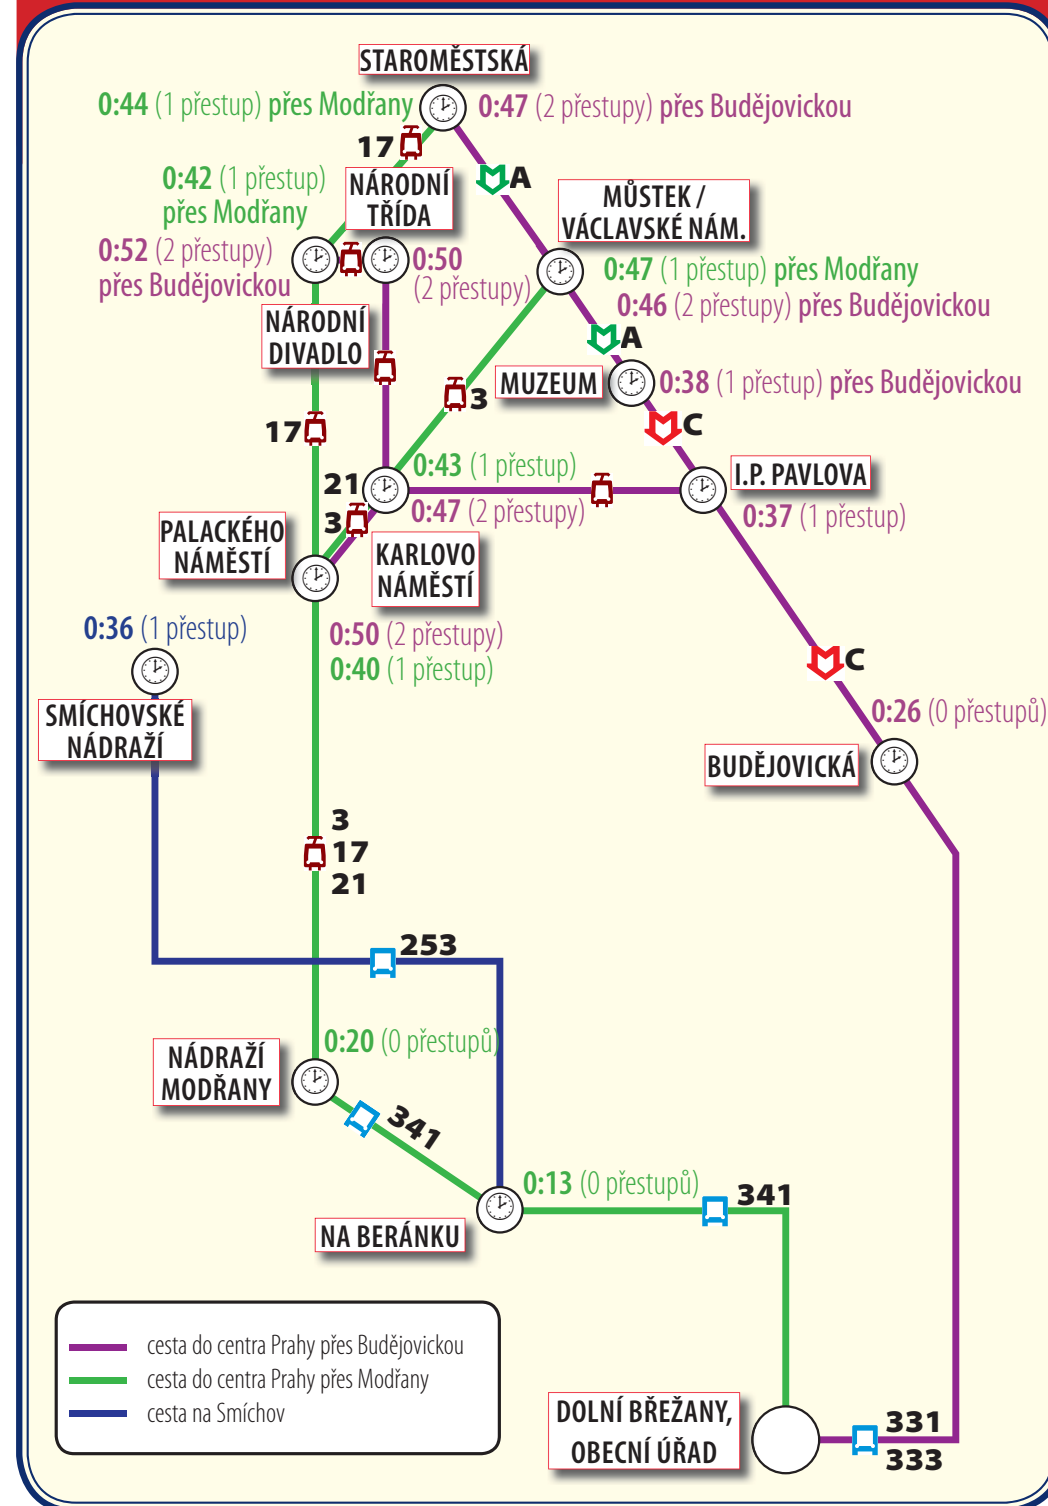 STAROMĚSTSKÁ
0:44 (1 přestup) přes Modřany
0:47 (2 přestupy) přes Budějovickou
17
A
0:42 (1 přestup)
přes Modřany
NÁRODNÍ
TŘÍDA
MŮSTEK /
VÁCLAVSKÉ NÁM.
0:52 (2 přestupy)
přes Budějovickou
0:50
(2 přestupy)
0:47 (1 přestup) přes Modřany
0:46 (2 přestupy) přes Budějovickou
NÁRODNÍ
DIVADLO
A
MUZEUM
0:38 (1 přestup) přes Budějovickou
3
17
C
21
0:43 (1 přestup)
I.P. PAVLOVA
3
0:47 (2 přestupy)
0:37 (1 přestup)
PALACKÉHO
NÁMĚSTÍ
KARLOVO
NÁMĚSTÍ
0:36 (1 přestup)
0:50 (2 přestupy)
0:40 (1 přestup)
C
SMÍCHOVSKÉ
NÁDRAŽÍ
0:26 (0 přestupů)
BUDĚJOVICKÁ
3
17
21
253
0:20 (0 přestupů)
NÁDRAŽÍ
MODŘANY
341
0:13 (0 přestupů)
341
NA BERÁNKU
cesta do centra Prahy přes Budějovickou
cesta do centra Prahy přes Modřany
cesta na Smíchov
DOLNÍ BŘEŽANY,
OBECNÍ ÚŘAD
331
333